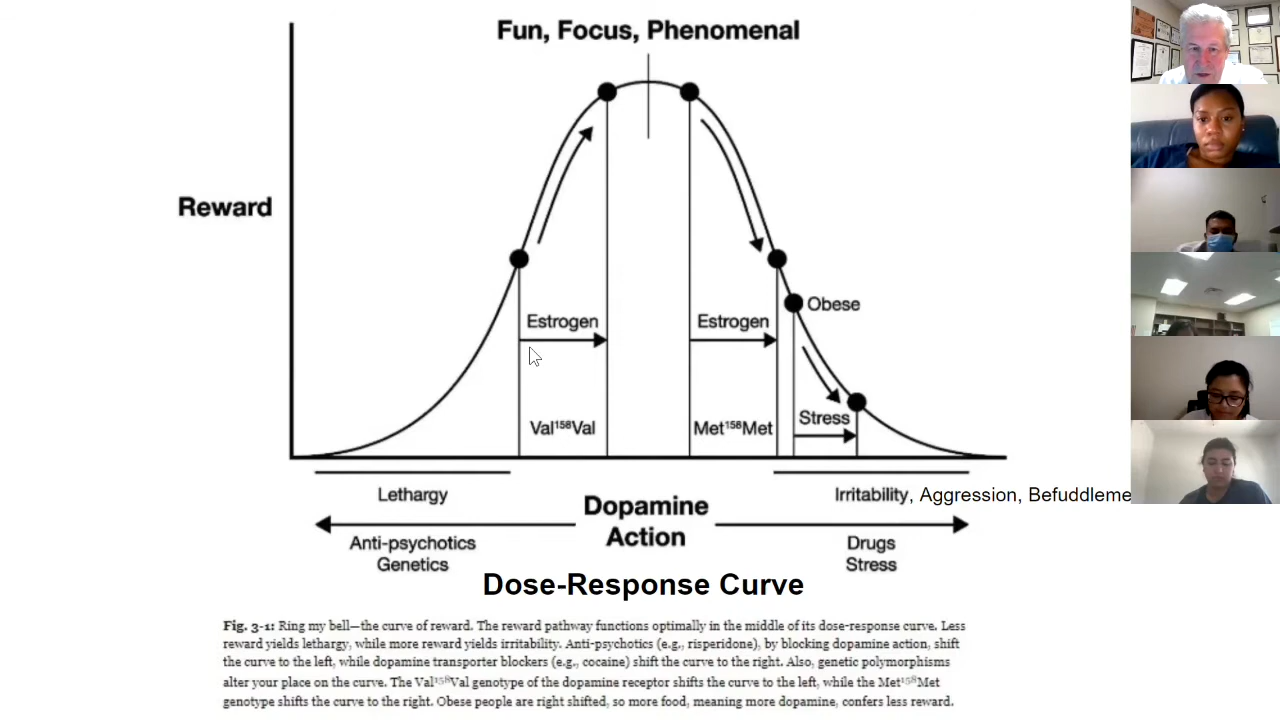 Fun, Focus, Phenomenal
Reward
Obese
Estrogen
Estrogen
Stress
Val¹⁵⁸Val
Met¹⁵⁸Met
Lethargy
Irritability, Aggression, Befuddleme
Dopamine
Action
Anti-psychotics
Genetics
Drugs
Stress
Dose-Response Curve
Fig. 3-1: Ring my bell—the curve of reward. The reward pathway functions optimally in the middle of its dose-response curve. Less
reward yields lethargy, while more reward yields irritability. Anti-psychotics (e.g., risperidone), by blocking dopamine action, shift
the curve to the left, while dopamine transporter blockers (e.g., cocaine) shift the curve to the right. Also, genetic polymorphisms
alter your place on the curve. The Val¹⁵⁸Val genotype of the dopamine receptor shifts the curve to the left, while the Met¹⁵⁸Met
genotype shifts the curve to the right. Obese people are right shifted, so more food, meaning more dopamine, confers less reward.